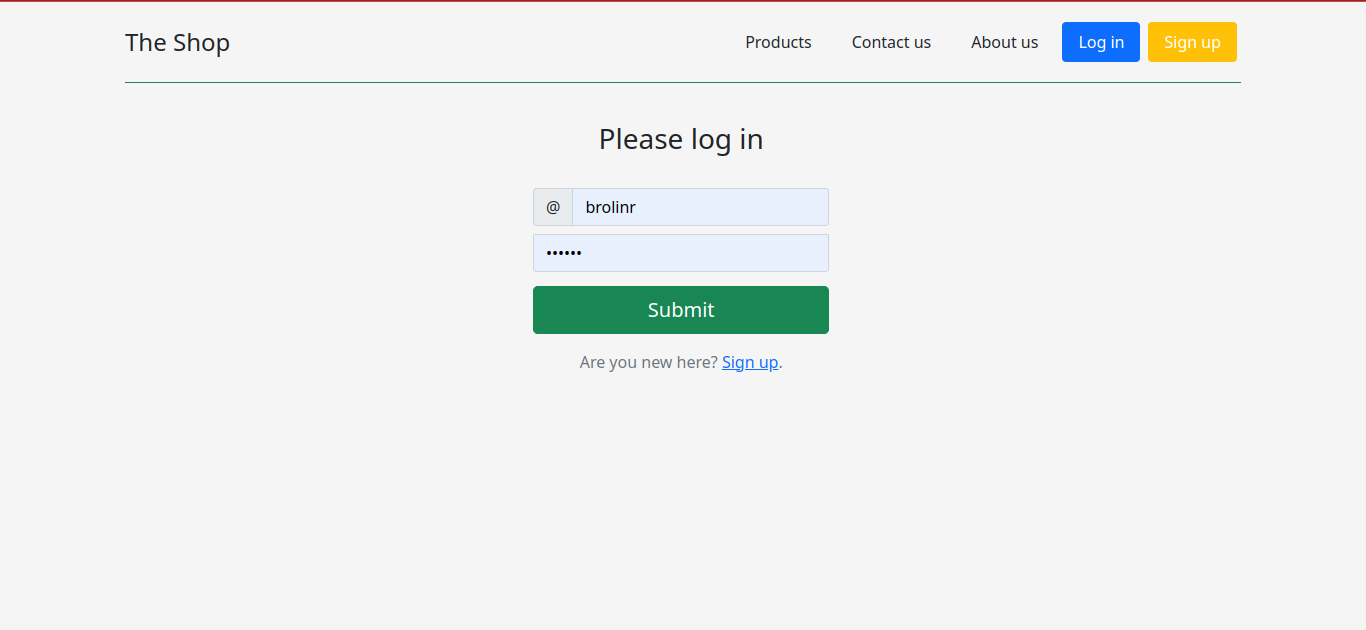 The Shop Products Contact us About us Log in Sign up
Please log in
@ brolinr
••••••
Submit
Are you new here? Sign up.